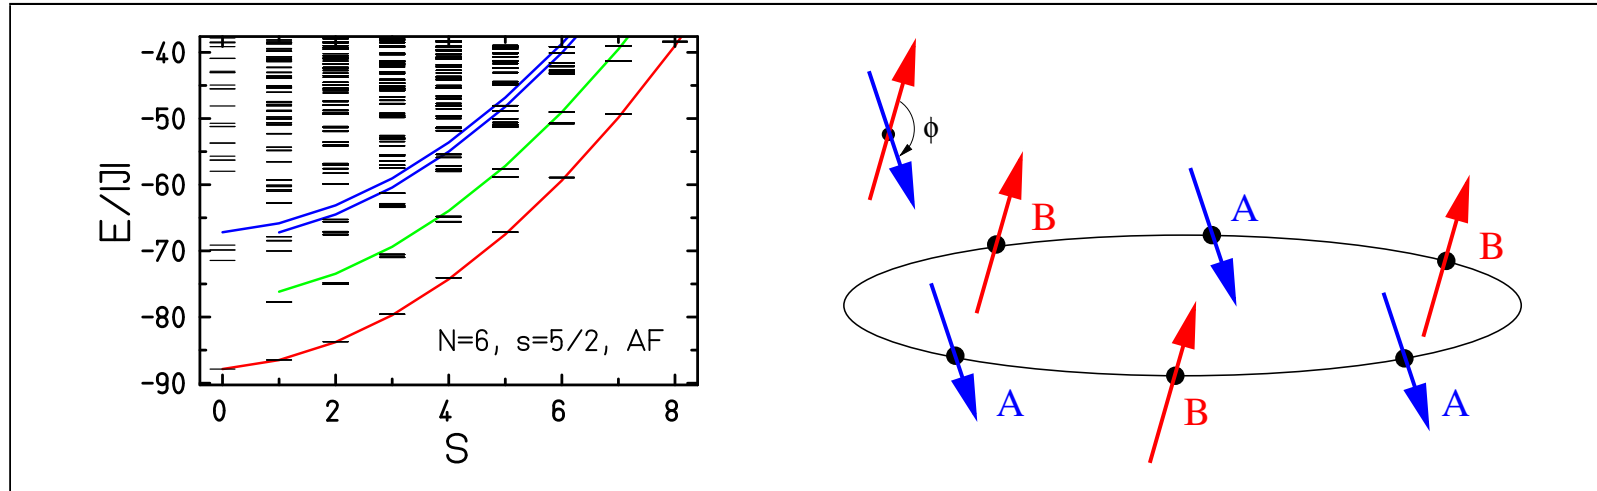 E/|J|
-40
-50
-60
-70
-80
-90
N=6, s=5/2, AF
0 2 4 6 8
S
ϕ
B
A
B
A
B
A